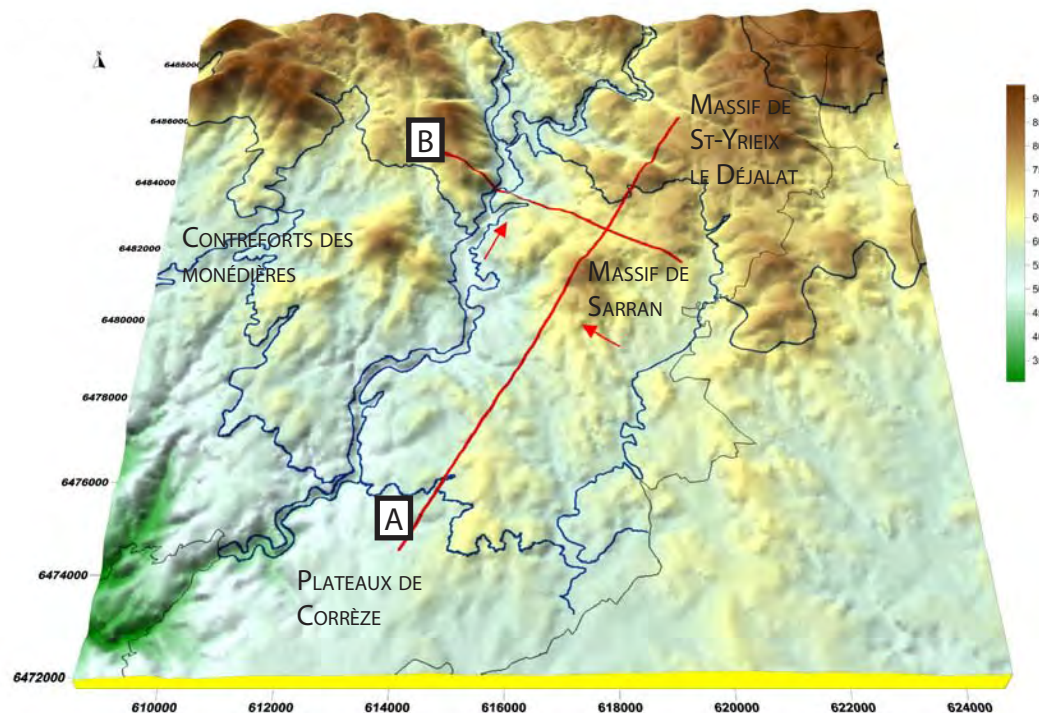 N
6488000
6486000
6484000
6482000
6480000
6478000
6476000
6474000
6472000
B
Massif de
St-Yrieix
le Déjalat
Contreforts des
monédières
Massif de
Sarran
A
Plateaux de
Corrèze
610000
612000
614000
616000
618000
620000
622000
624000